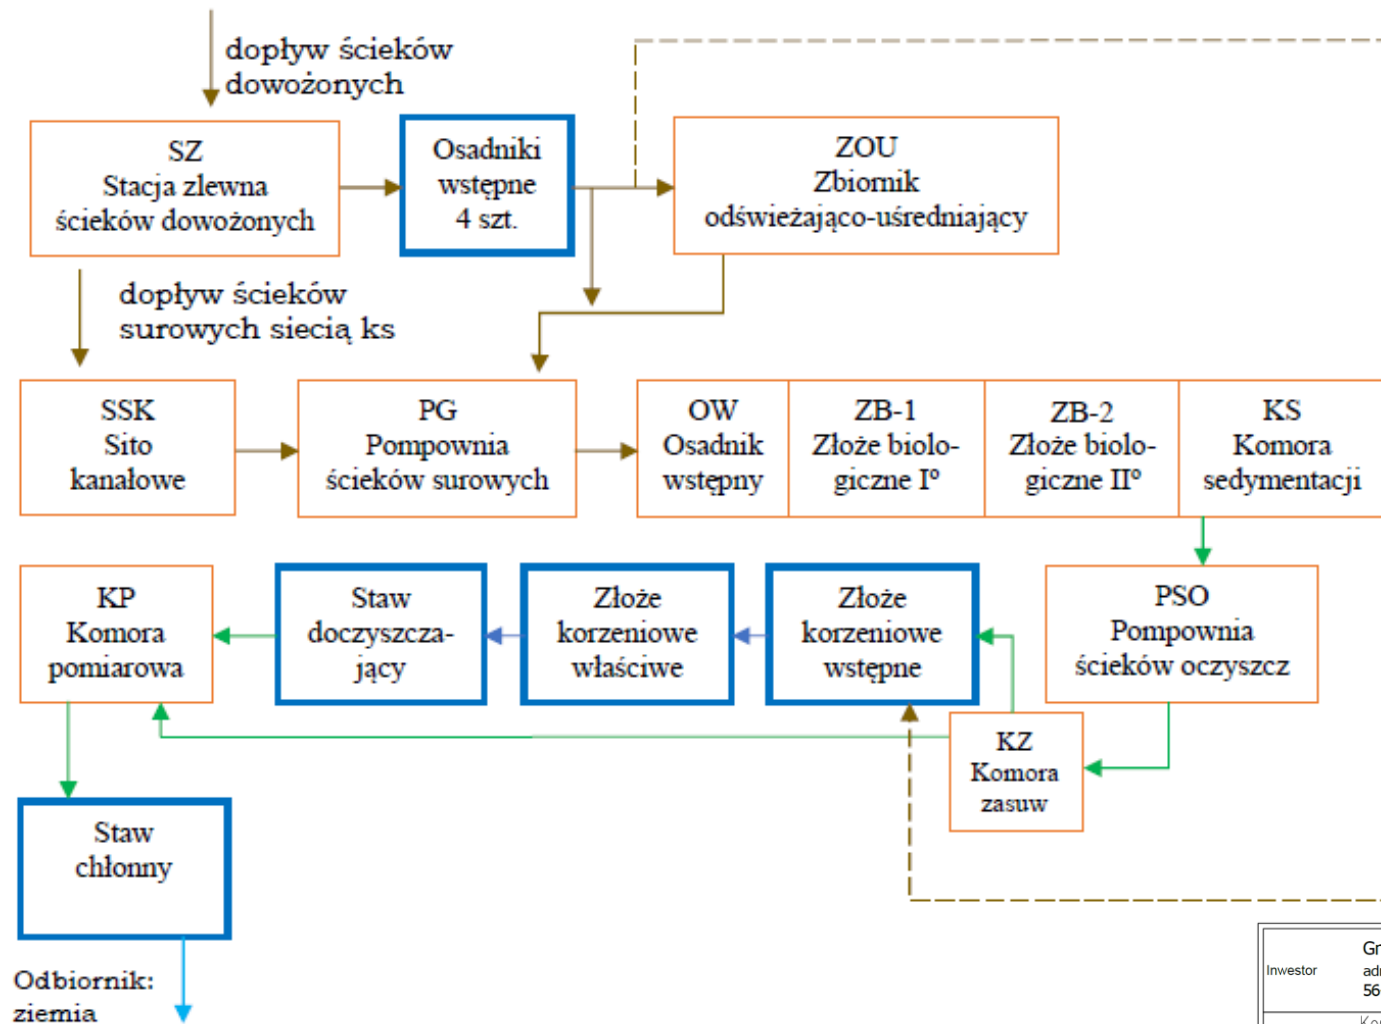 dopływ ścieków
dowożonych
SZ
Stacja zlewna
ścieków dowożonych
Osadniki
wstępne
4 szt.
ZOU
Zbiornik
odświeżająco-uśredniający
dopływ ścieków
surowych siecią ks
SSK
Sito
kanałowe
PG
Pompownia
ścieków surowych
OW
Osadnik
wstępny
ZB-1
Złoże biolo-
giczne Iº
ZB-2
Złoże biolo-
giczne IIº
KS
Komora
sedymentacji
KP
Komora
pomiarowa
Staw
doczyszcza-
jący
Złoże
korzeniowe
właściwe
Złoże
korzeniowe
wstępne
PSO
Pompownia
ścieków oczyszcz
KZ
Komora
zasuw
Staw
chłonny
Odbiornik:
ziemia
Inwestor